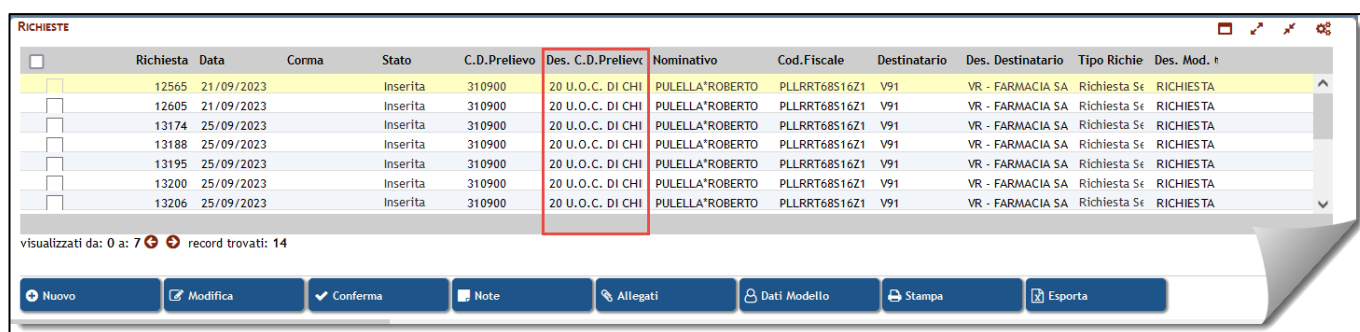 RICHIESTE
Richiesta Data Corma Stato C.D.Prelievo Des. C.D.Prelievo Nominativo Cod.Fiscale Destinatario Des. Destinatario Tipo Richie Des. Mod.
12565 21/09/2023 Inserita 310900 20 U.O.C. DI CHI PULELLA*ROBERTO PLLRRT68S16Z1 V91 VR - FARMACIA SA Richiesta Se RICHIESTA
12605 21/09/2023 Inserita 310900 20 U.O.C. DI CHI PULELLA*ROBERTO PLLRRT68S16Z1 V91 VR - FARMACIA SA Richiesta Se RICHIESTA
13174 25/09/2023 Inserita 310900 20 U.O.C. DI CHI PULELLA*ROBERTO PLLRRT68S16Z1 V91 VR - FARMACIA SA Richiesta Se RICHIESTA
13188 25/09/2023 Inserita 310900 20 U.O.C. DI CHI PULELLA*ROBERTO PLLRRT68S16Z1 V91 VR - FARMACIA SA Richiesta Se RICHIESTA
13195 25/09/2023 Inserita 310900 20 U.O.C. DI CHI PULELLA*ROBERTO PLLRRT68S16Z1 V91 VR - FARMACIA SA Richiesta Se RICHIESTA
13200 25/09/2023 Inserita 310900 20 U.O.C. DI CHI PULELLA*ROBERTO PLLRRT68S16Z1 V91 VR - FARMACIA SA Richiesta Se RICHIESTA
13206 25/09/2023 Inserita 310900 20 U.O.C. DI CHI PULELLA*ROBERTO PLLRRT68S16Z1 V91 VR - FARMACIA SA Richiesta Se RICHIESTA
visualizzati da: 0 a: 7 record trovati: 14
Nuovo Modifica Conferma Note Allegati Dati Modello Stampa Esporta